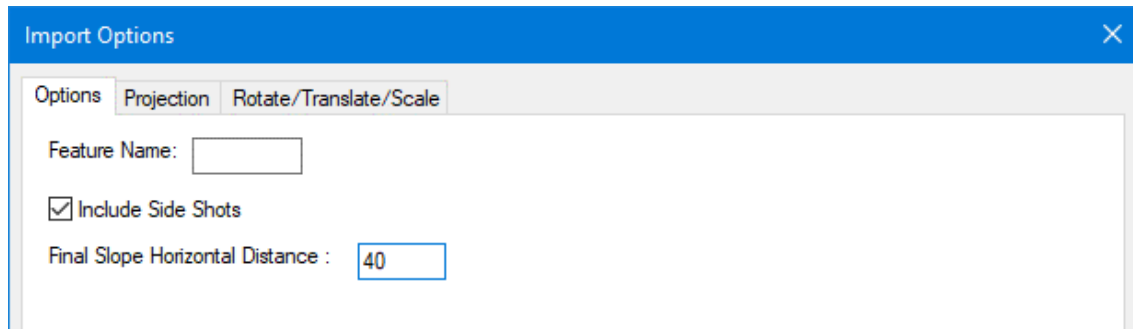 Import Options
Options Projection Rotate/Translate/Scale
Feature Name:
Include Side Shots
Final Slope Horizontal Distance : 40